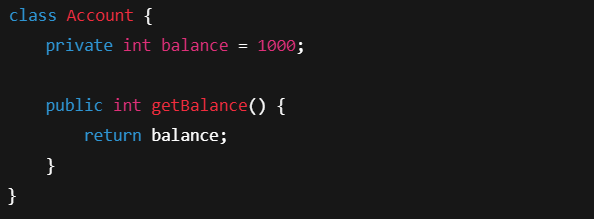 class Account {
    private int balance = 1000;

    public int getBalance() {
        return balance;
    }
}